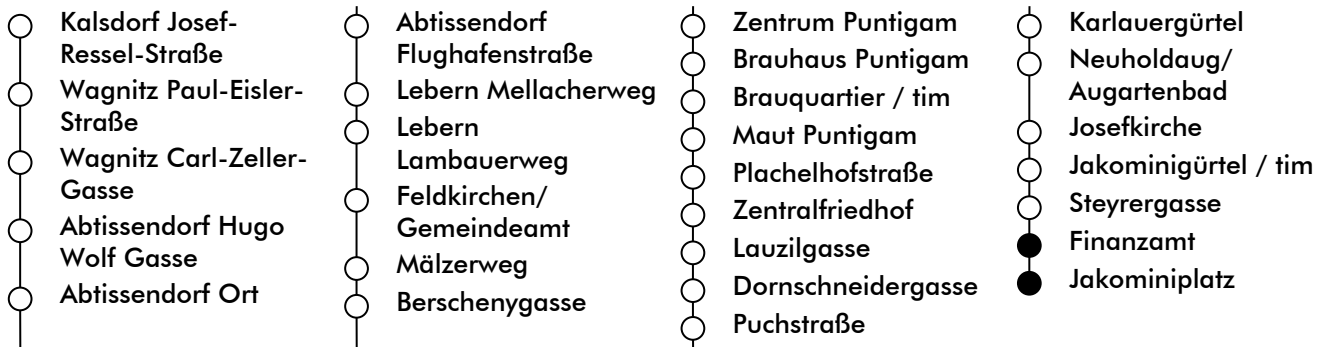 Kalsdorf Josef-
Ressel-Straße
Wagnitz Paul-Eisler-
Straße
Wagnitz Carl-Zeller-
Gasse
Abtissendorf Hugo
Wolf Gasse
Abtissendorf Ort
Abtissendorf
Flughafenstraße
Lebern Mellacherweg
Lebern
Lambauerweg
Feldkirchen/
Gemeindeamt
Mälzerweg
Berschenygasse
Zentrum Puntigam
Brauhaus Puntigam
Brauquartier / tim
Maut Puntigam
Plachelhofstraße
Zentralfriedhof
Lauzilgasse
Dornschneidergasse
Puchstraße
Karlauergürtel
Neuholdaug/
Augartenbad
Josefkirche
Jakominigürtel / tim
Steyrergasse
Finanzamt
Jakominiplatz